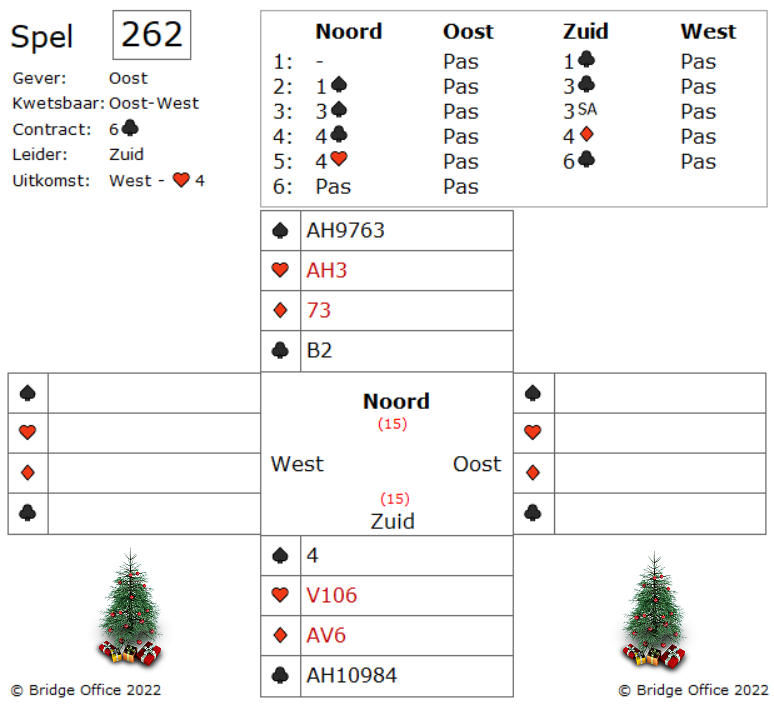 Spel 262
Gever: Oost
Kwetsbaar: Oost-West
Contract: 6♣
Leider: Zuid
Uitkomst: West - ♥ 4
Noord Oost Zuid West
1: - Pas 1♣ Pas
2: 1♠ Pas 3♣ Pas
3: 3♠ Pas 3SA Pas
4: 4♣ Pas 4♦ Pas
5: 4♥ Pas 6♣ Pas
6: Pas Pas
♠ AH9763
♥ AH3
♦ 73
♣ B2
♠ ♠
♥ ♥
♦ ♦
♣ ♣
Noord
(15)
West Oost
(15)
Zuid
♠ 4
♥ V106
♦ AV6
♣ AH10984
© Bridge Office 2022 © Bridge Office 2022